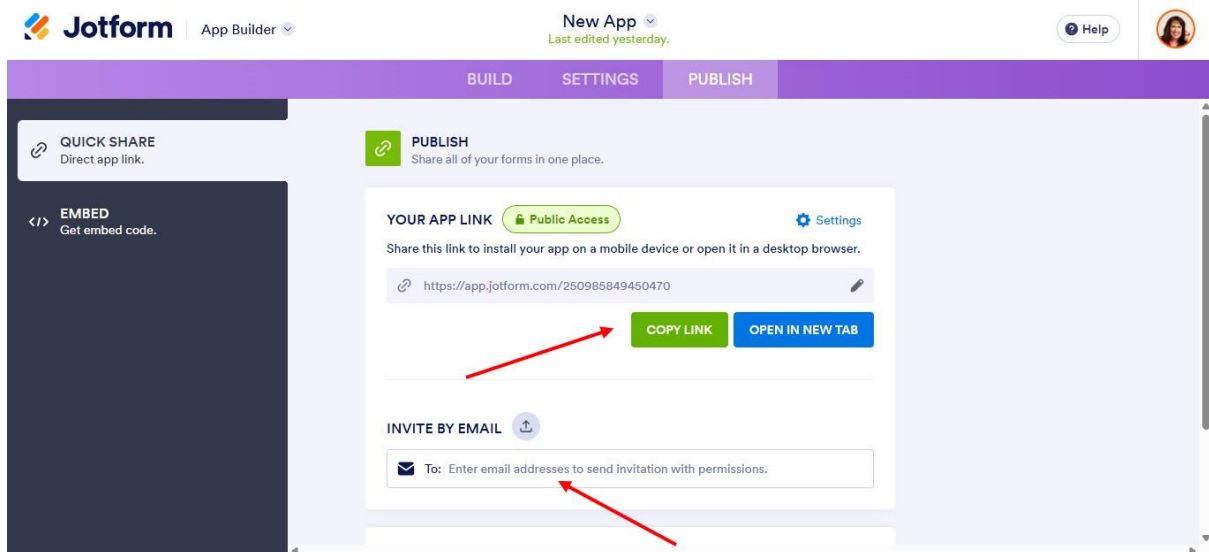 Jotform
App Builder
New App
Last edited yesterday.
Help
BUILD
SETTINGS
PUBLISH
QUICK SHARE
Direct app link.
</> EMBED
Get embed code.
PUBLISH
Share all of your forms in one place.
YOUR APP LINK
Public Access
Settings
Share this link to install your app on a mobile device or open it in a desktop browser.
https://app.jotform.com/250985849450470
COPY LINK
OPEN IN NEW TAB
INVITE BY EMAIL
To: Enter email addresses to send invitation with permissions.